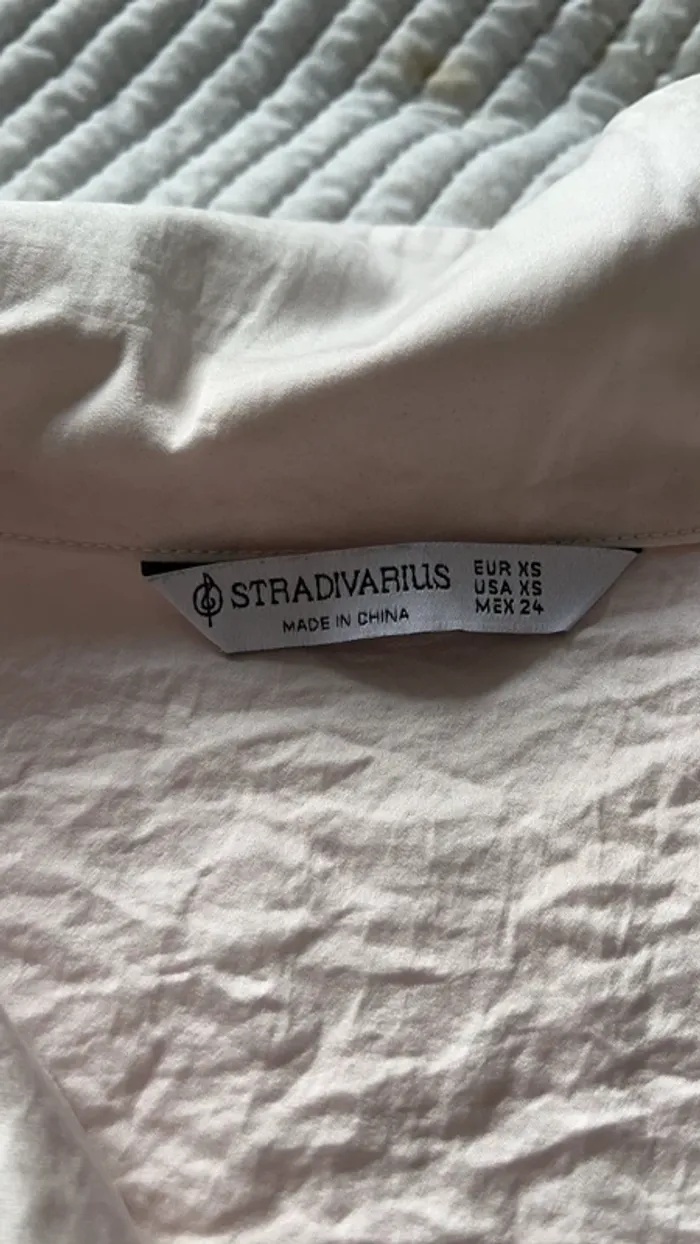 STRADIVARIUS
MADE IN CHINA
EUR XS
USA XS
MEX 24